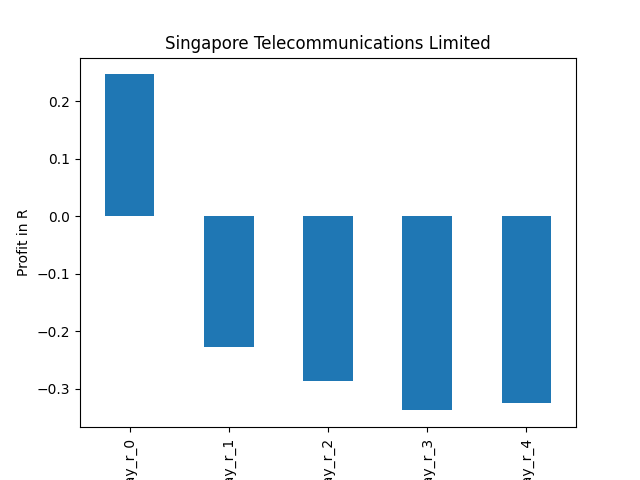 Singapore Telecommunications Limited
Profit in R
0.2
0.1
0.0
−0.1
−0.2
−0.3
ay_r_0
ay_r_1
ay_r_2
ay_r_3
ay_r_4